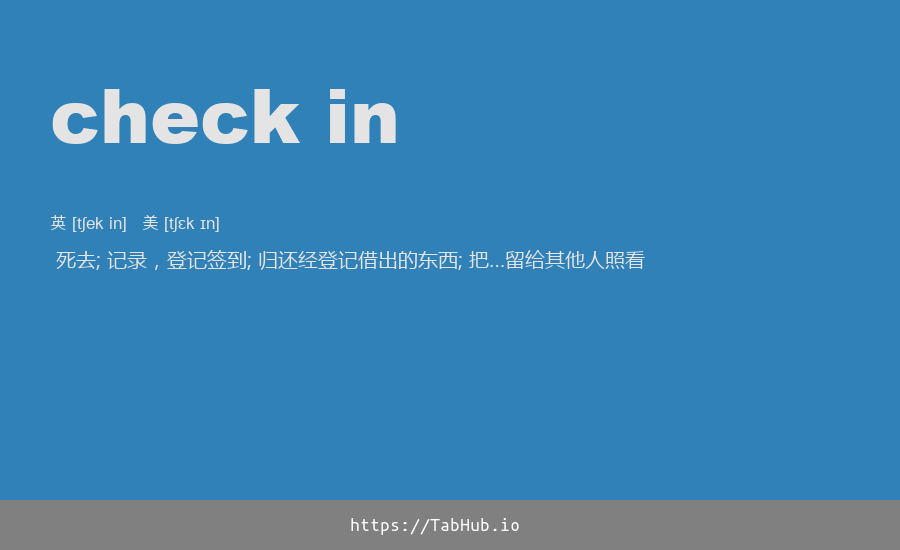 check in
英 [tʃek in] 美 [tʃɛk ɪn]
死去; 记录，登记签到; 归还经登记借出的东西; 把…留给其他人照看
https://TabHub.io